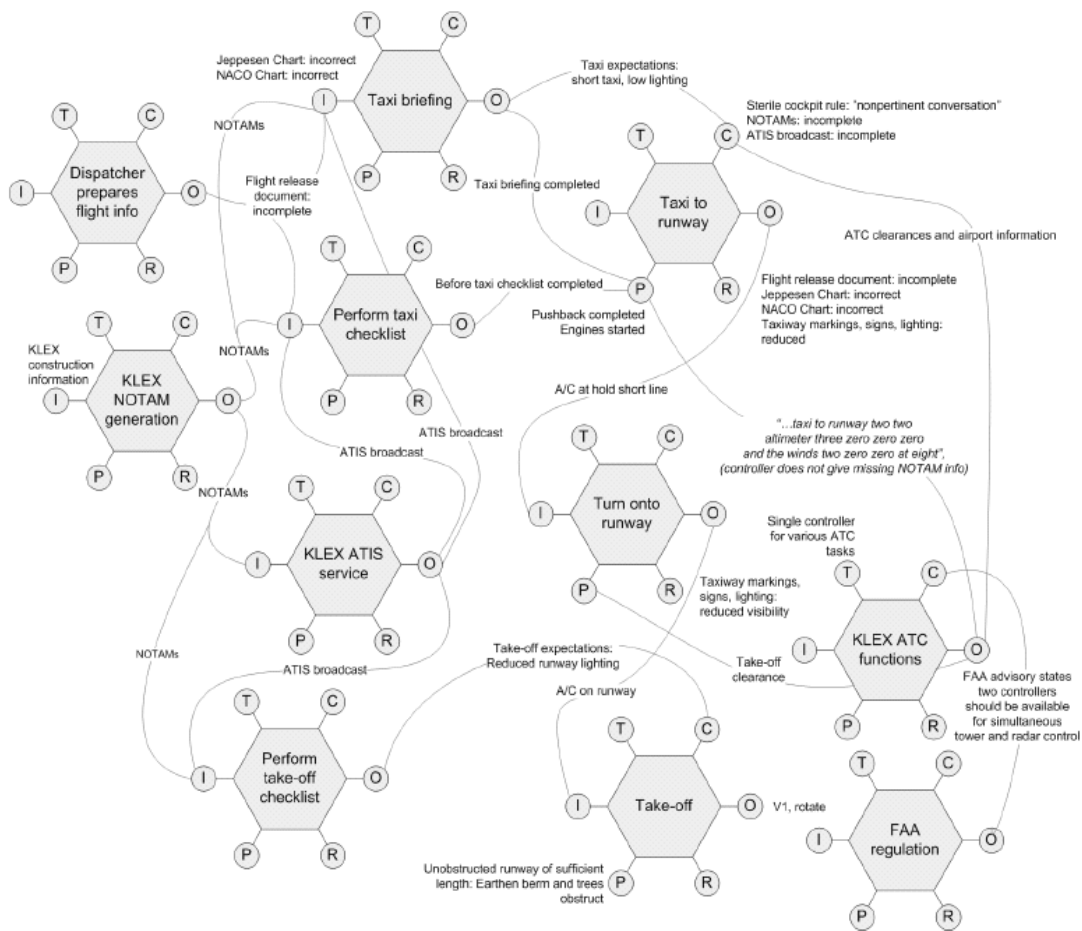 T
C
Jeppesen Chart: incorrect
NACO Chart: incorrect
I
Taxi briefing
O
P
R
Taxi expectations:
short taxi, low lighting
NOTAMs
T
C
I
Dispatcher
prepares
flight info
O
P
R
Flight release
document:
incomplete
Taxi briefing completed
Sterile cockpit rule: "nonpertinent conversation"
NOTAMs: incomplete
ATIS broadcast: incomplete
T
C
I
Taxi to
runway
O
P
R
ATC clearances and airport information
Pushback completed
Engines started
Flight release document: incomplete
Jeppesen Chart: incorrect
NACO Chart: incorrect
Taxiway markings, signs, lighting:
reduced
T
C
I
Perform taxi
checklist
O
P
R
Before taxi checklist completed
NOTAMs
KLEX
construction
information
T
C
I
KLEX
NOTAM
generation
O
P
R
A/C at hold short line
ATIS broadcast
ATIS broadcast
NOTAMs
"...taxi to runway two two
altimeter three zero zero zero
and the winds two zero zero at eight",
(controller does not give missing NOTAM info)
T
C
I
KLEX ATIS
service
O
P
R
T
C
I
Turn onto
runway
O
P
R
Taxiway markings,
signs, lighting:
reduced visibility
Single controller
for various ATC
tasks
T
C
I
KLEX ATC
functions
O
P
R
Take-off
clearance
FAA advisory states
two controllers
should be available
for simultaneous
tower and radar control
NOTAMs
ATIS broadcast
Take-off expectations:
Reduced runway lighting
A/C on runway
T
C
I
Perform
take-off
checklist
O
P
R
T
C
I
Take-off
O
V1, rotate
P
R
Unobstructed runway of sufficient
length: Earthen berm and trees
obstruct
T
C
I
FAA
regulation
O
P
R